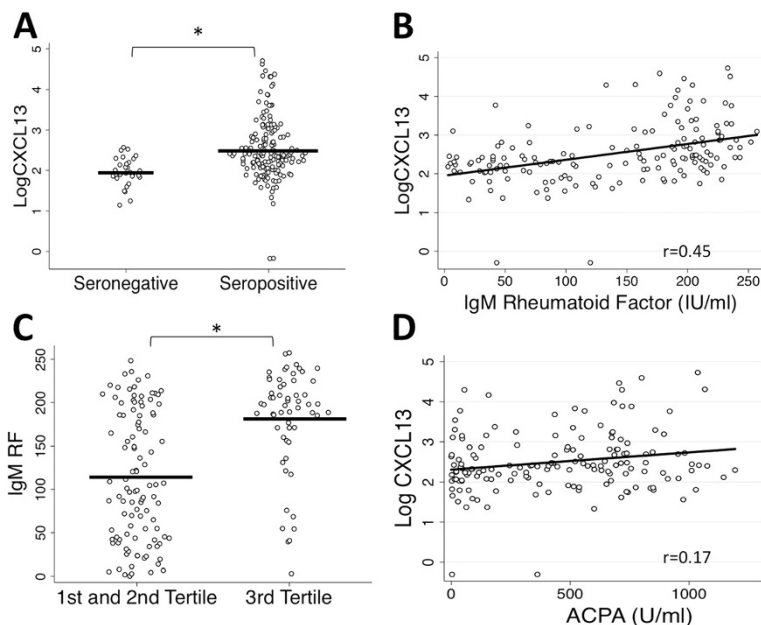 A
*
LogCXCL13
5
4
3
2
1
0
Seronegative Seropositive
B
LogCXCL13
5
4
3
2
1
0
r=0.45
0 50 100 150 200 250
IgM Rheumatoid Factor (IU/ml)
C
*
IgM RF
250
200
150
100
50
0
1st and 2nd Tertile 3rd Tertile
D
Log CXCL13
5
4
3
2
1
0
r=0.17
0 500 1000
ACPA (U/ml)